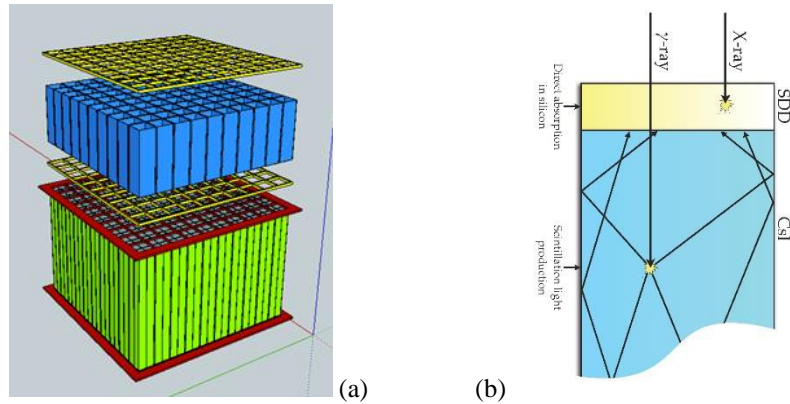 (a)
(b)
γ-ray
X-ray
Direct absorption
in silicon
SDD
CsI
Scintillation light
production